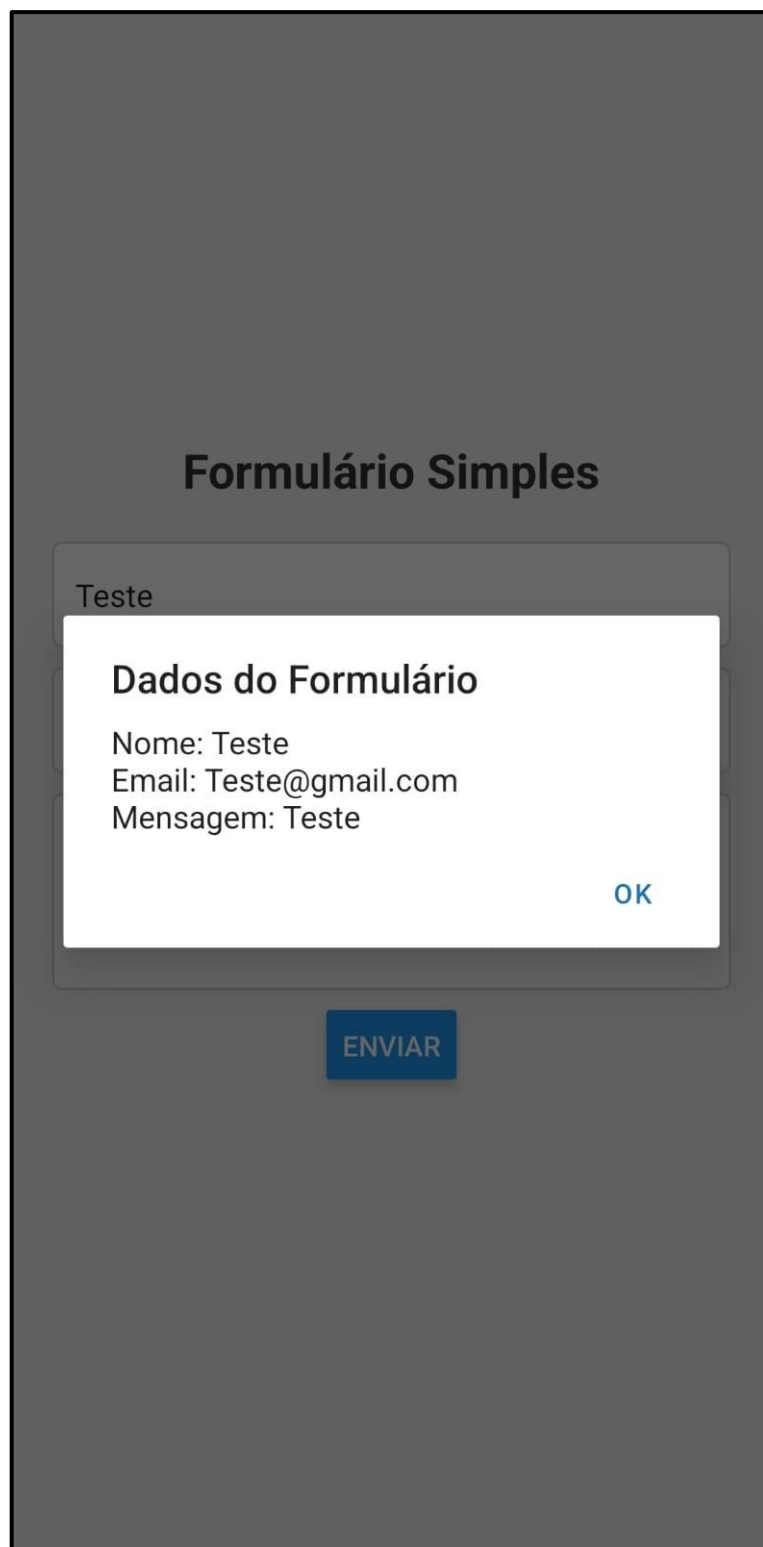 Formulário Simples
Teste
Dados do Formulário
Nome: Teste
Email: Teste@gmail.com
Mensagem: Teste
OK
ENVIAR